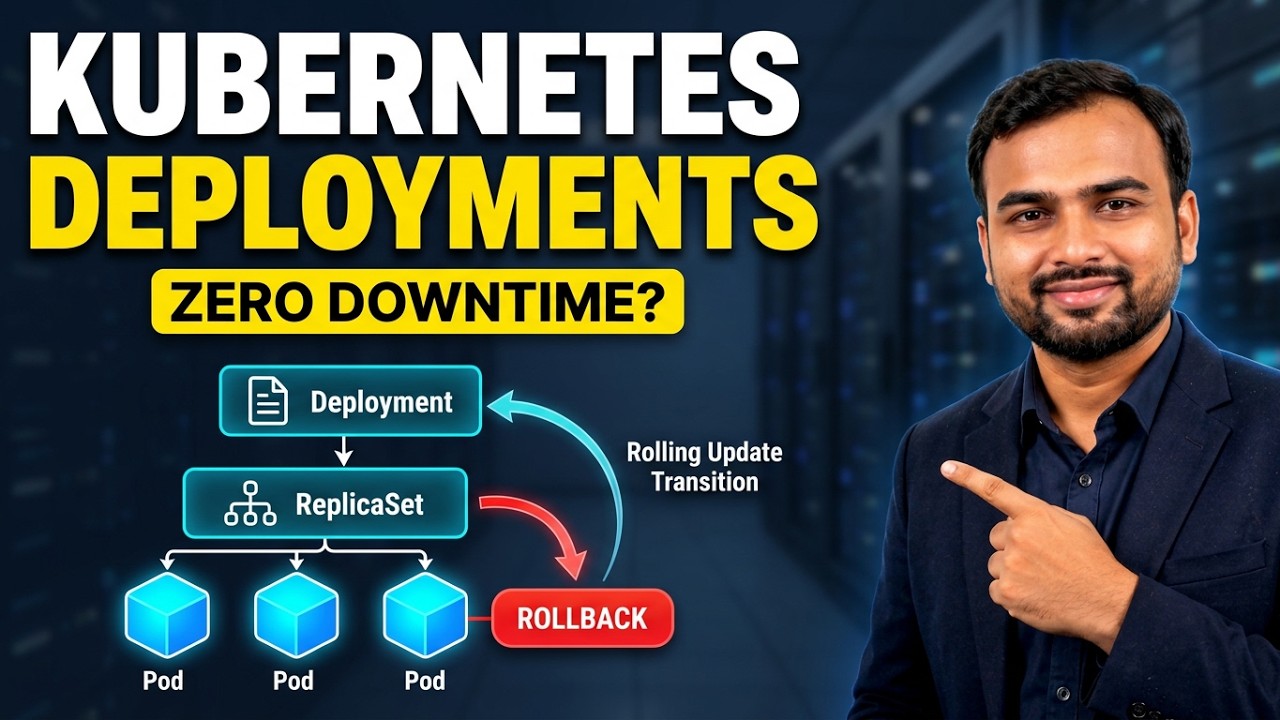 KUBERNETES
DEPLOYMENTS
ZERO DOWNTIME?
Deployment
Rolling Update
Transition
ReplicaSet
ROLLBACK
Pod
Pod
Pod